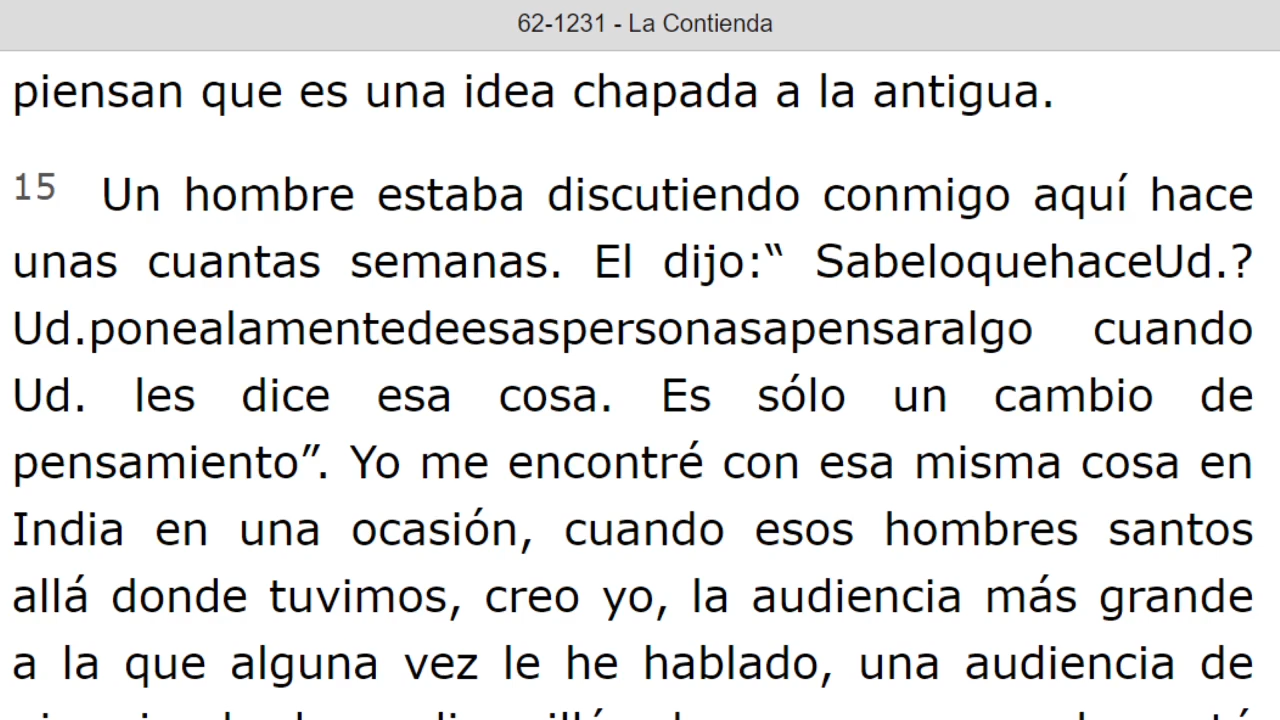 62-1231 - La Contienda
piensan que es una idea chapada a la antigua.
15 Un hombre estaba discutiendo conmigo aquí hace
unas cuantas semanas. El dijo:“ SabeloquehaceUd.?
Ud.ponealamentedeesaspersonasapensaralgo cuando
Ud. les dice esa cosa. Es sólo un cambio de
pensamiento”. Yo me encontré con esa misma cosa en
India en una ocasión, cuando esos hombres santos
allá donde tuvimos, creo yo, la audiencia más grande
a la que alguna vez le he hablado, una audiencia de